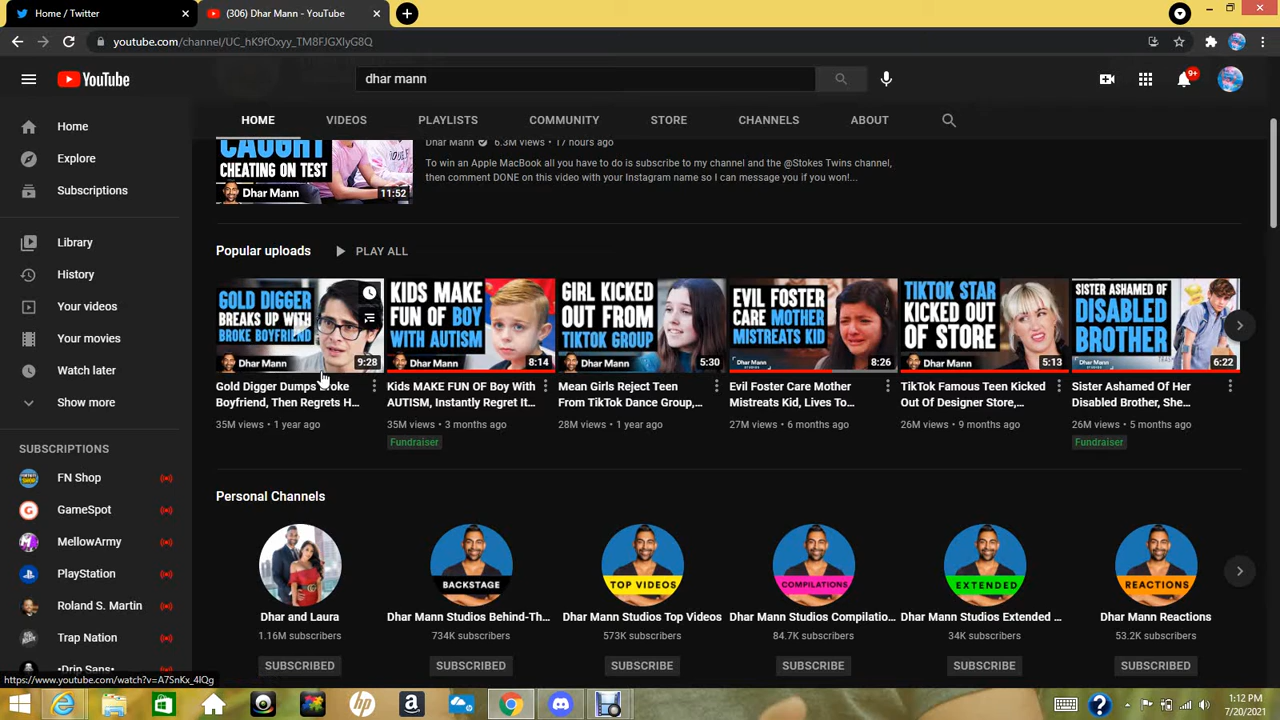 Home / Twitter
(306) Dhar Mann - YouTube
youtube.com/channel/UC_hK9fOxyy_TM8FJGXIyG8Q
YouTube
dhar mann
9+
HOME
VIDEOS
PLAYLISTS
COMMUNITY
STORE
CHANNELS
ABOUT
Home
Explore
Subscriptions
Library
History
Your videos
Your movies
Watch later
Show more
SUBSCRIPTIONS
FN Shop
GameSpot
MellowArmy
PlayStation
Roland S. Martin
Trap Nation
•Drip Sans•
CAUGHT
CHEATING ON TEST
Dhar Mann
11:52
Dhar Mann 6.3M views • 17 hours ago
To win an Apple MacBook all you have to do is subscribe to my channel and the @Stokes Twins channel,
then comment DONE on this video with your Instagram name so I can message you if you won!...
Popular uploads
PLAY ALL
GOLD DIGGER
BREAKS UP WITH
BROKE BOYFRIEND
Dhar Mann
9:28
Gold Digger Dumps Broke
Boyfriend, Then Regrets H...
35M views • 1 year ago
KIDS MAKE
FUN OF BOY
WITH AUTISM
Dhar Mann
8:14
Kids MAKE FUN OF Boy With
AUTISM, Instantly Regret It...
35M views • 3 months ago
Fundraiser
GIRL KICKED
OUT FROM
TIKTOK GROUP
Dhar Mann
5:30
Mean Girls Reject Teen
From TikTok Dance Group,...
28M views • 1 year ago
EVIL FOSTER
CARE MOTHER
MISTREATS KID
Dhar Mann
8:26
Evil Foster Care Mother
Mistreats Kid, Lives To...
27M views • 6 months ago
TIKTOK STAR
KICKED OUT
OF STORE
Dhar Mann
5:13
TikTok Famous Teen Kicked
Out Of Designer Store,...
26M views • 9 months ago
SISTER ASHAMED OF
DISABLED
BROTHER
Dhar Mann
6:22
Sister Ashamed Of Her
Disabled Brother, She...
26M views • 5 months ago
Fundraiser
Personal Channels
Dhar and Laura
1.16M subscribers
SUBSCRIBED
BACKSTAGE
Dhar Mann Studios Behind-Th...
734K subscribers
SUBSCRIBED
TOP VIDEOS
Dhar Mann Studios Top Videos
573K subscribers
SUBSCRIBE
COMPILATIONS
Dhar Mann Studios Compilatio...
84.7K subscribers
SUBSCRIBE
EXTENDED
Dhar Mann Studios Extended ...
34K subscribers
SUBSCRIBE
REACTIONS
Dhar Mann Reactions
53.2K subscribers
SUBSCRIBED
https://www.youtube.com/watch?v=A7SnKx_4IQg
1:12 PM
7/20/2021